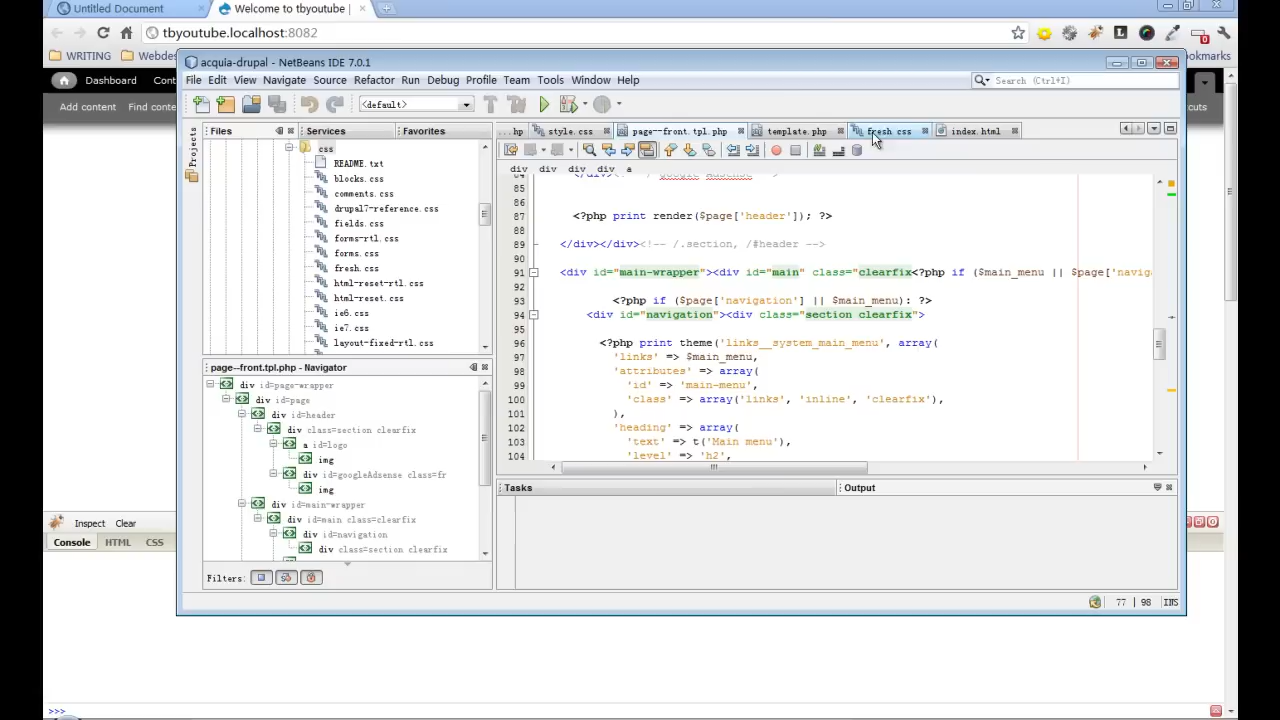 Untitled Document
Welcome to tbyoutube |
tbyoutube.localhost:8082
WRITING
Webdes
ookmarks
Dashboard
Cont
Add content
Find conte
cuts
acquia-drupal - NetBeans IDE 7.0.1
File Edit View Navigate Source Refactor Run Debug Profile Team Tools Window Help
Search (Ctrl+I)
<default>
Projects
Files
Services
Favorites
...hp
style.css
page--front.tpl.php
template.php
fresh.css
index.html
div div div a
css
README.txt
blocks.css
comments.css
drupal7-reference.css
fields.css
forms-rtl.css
forms.css
fresh.css
html-reset-rtl.css
html-reset.css
ie6.css
ie7.css
layout-fixed-rtl.css
85
86
87 <?php print render($page['header']); ?>
88
89 </div></div><!-- /.section, /#header -->
90
91 <div id="main-wrapper"><div id="main" class="clearfix<?php if ($main_menu || $page['navig
92
93 <?php if ($page['navigation'] || $main_menu): ?>
94 <div id="navigation"><div class="section clearfix">
95
96 <?php print theme('links__system_main_menu', array(
97 'links' => $main_menu,
98 'attributes' => array(
99 'id' => 'main-menu',
100 'class' => array('links', 'inline', 'clearfix'),
101 ),
102 'heading' => array(
103 'text' => t('Main menu'),
104 'level' => 'h2',
page--front.tpl.php - Navigator
div id=page-wrapper
div id=page
div id=header
div class=section clearfix
a id=logo
img
div id=googleAdsense class=fr
img
div id=main-wrapper
div id=main class=clearfix
div id=navigation
div class=section clearfix
Filters:
Tasks
Output
77 | 98 INS
Inspect Clear
Console HTML CSS
>>>